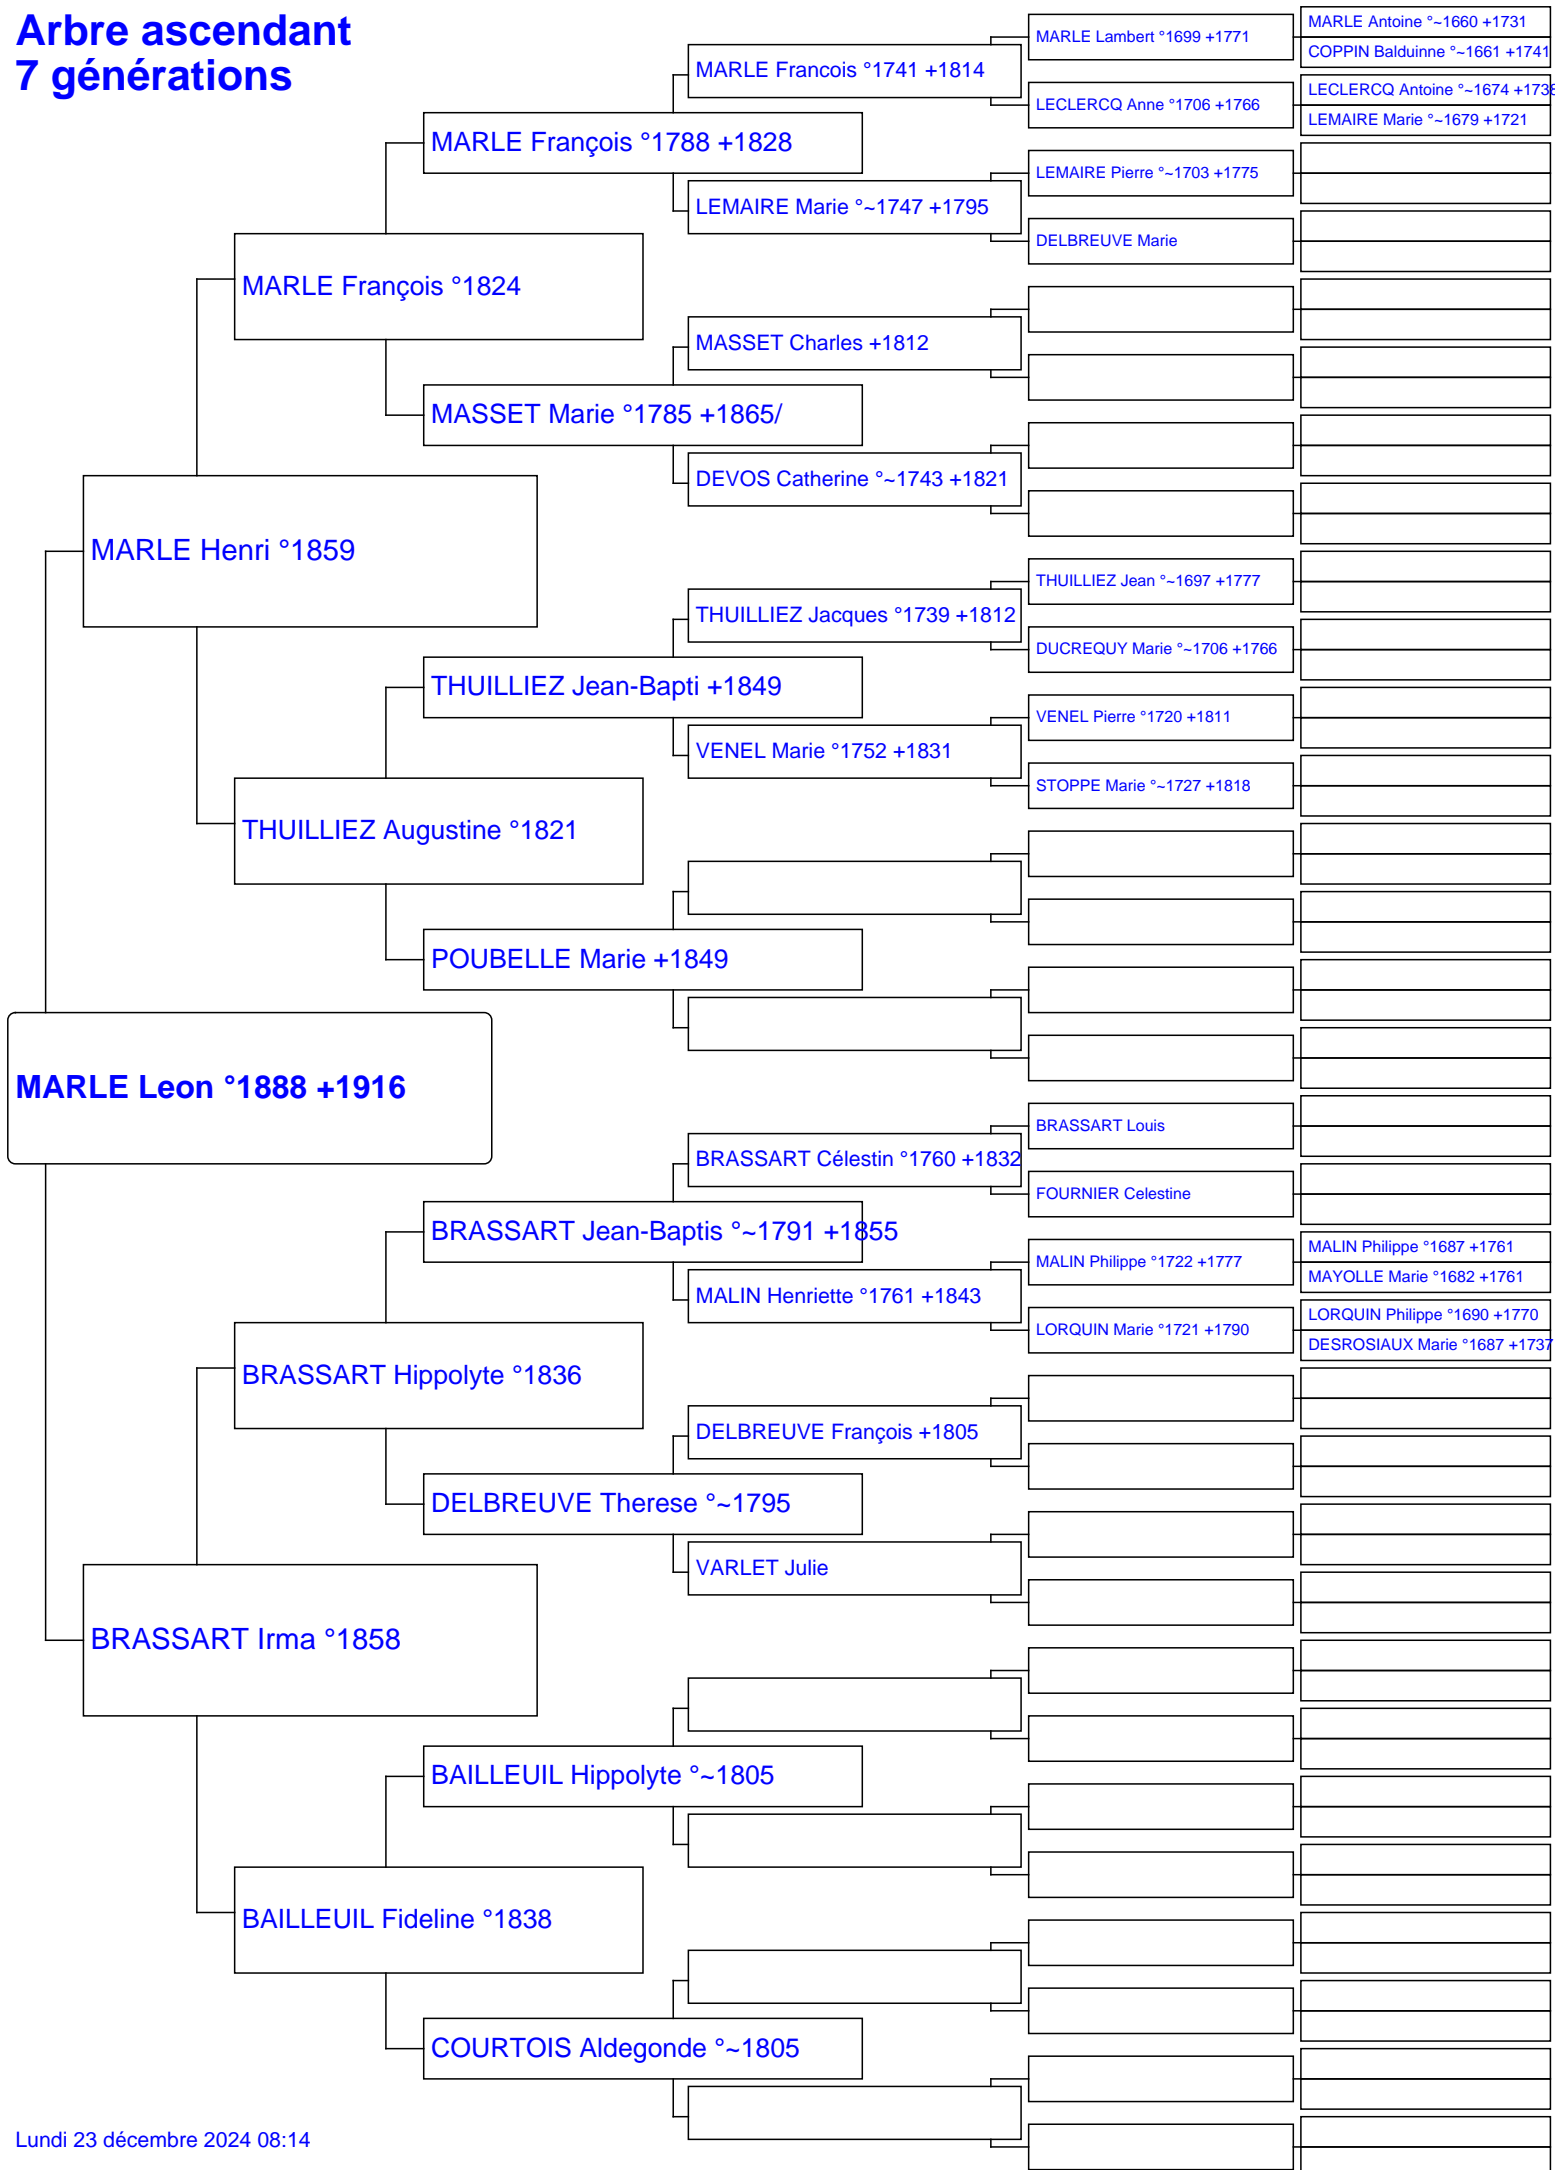 Arbre ascendant
7 générations
MARLE Leon °1888 +1916
MARLE Henri °1859
BRASSART Irma °1858
MARLE François °1824
THUILLIEZ Augustine °1821
BRASSART Hippolyte °1836
BAILLEUIL Fideline °1838
MARLE François °1788 +1828
MASSET Marie °1785 +1865/
THUILLIEZ Jean-Bapti +1849
POUBELLE Marie +1849
BRASSART Jean-Baptis °~1791 +1855
DELBREUVE Therese °~1795
BAILLEUIL Hippolyte °~1805
COURTOIS Aldegonde °~1805
MARLE Francois °1741 +1814
LEMAIRE Marie °~1747 +1795
MASSET Charles +1812
DEVOS Catherine °~1743 +1821
THUILLIEZ Jacques °1739 +1812
VENEL Marie °1752 +1831
BRASSART Célestin °1760 +1832
MALIN Henriette °1761 +1843
DELBREUVE François +1805
VARLET Julie
MARLE Lambert °1699 +1771
LECLERCQ Anne °1706 +1766
LEMAIRE Pierre °~1703 +1775
DELBREUVE Marie
THUILLIEZ Jean °~1697 +1777
DUCREQUY Marie °~1706 +1766
VENEL Pierre °1720 +1811
STOPPE Marie °~1727 +1818
BRASSART Louis
FOURNIER Celestine
MALIN Philippe °1722 +1777
LORQUIN Marie °1721 +1790
MARLE Antoine °~1660 +1731
COPPIN Balduinne °~1661 +1741
LECLERCQ Antoine °~1674 +1738
LEMAIRE Marie °~1679 +1721
MALIN Philippe °1687 +1761
MAYOLLE Marie °1682 +1761
LORQUIN Philippe °1690 +1770
DESROSIAUX Marie °1687 +1737
Lundi 23 décembre 2024 08:14